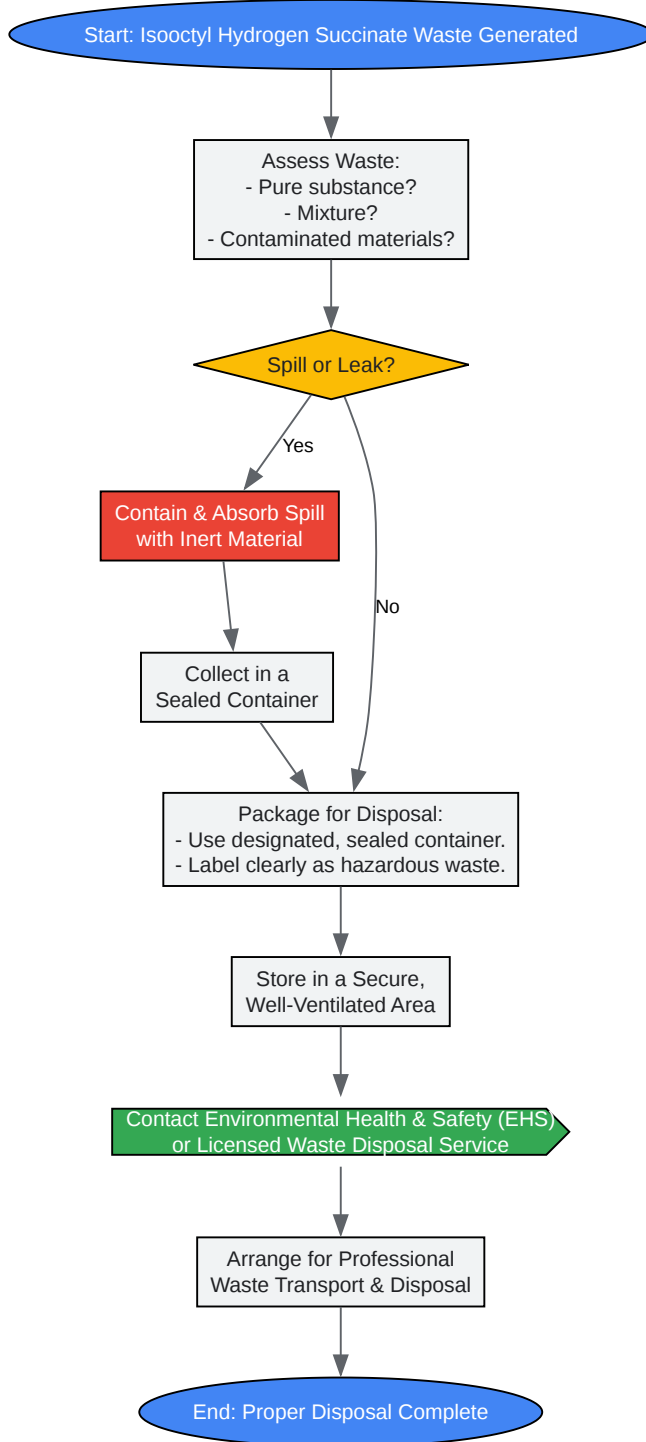 Start: Isooctyl Hydrogen Succinate Waste Generated
Assess Waste:
- Pure substance?
- Mixture?
- Contaminated materials?
Spill or Leak?
Yes
Contain & Absorb Spill
with Inert Material
No
Collect in a
Sealed Container
Package for Disposal:
- Use designated, sealed container.
- Label clearly as hazardous waste.
Store in a Secure,
Well-Ventilated Area
Contact Environmental Health & Safety (EHS)
or Licensed Waste Disposal Service
Arrange for Professional
Waste Transport & Disposal
End: Proper Disposal Complete